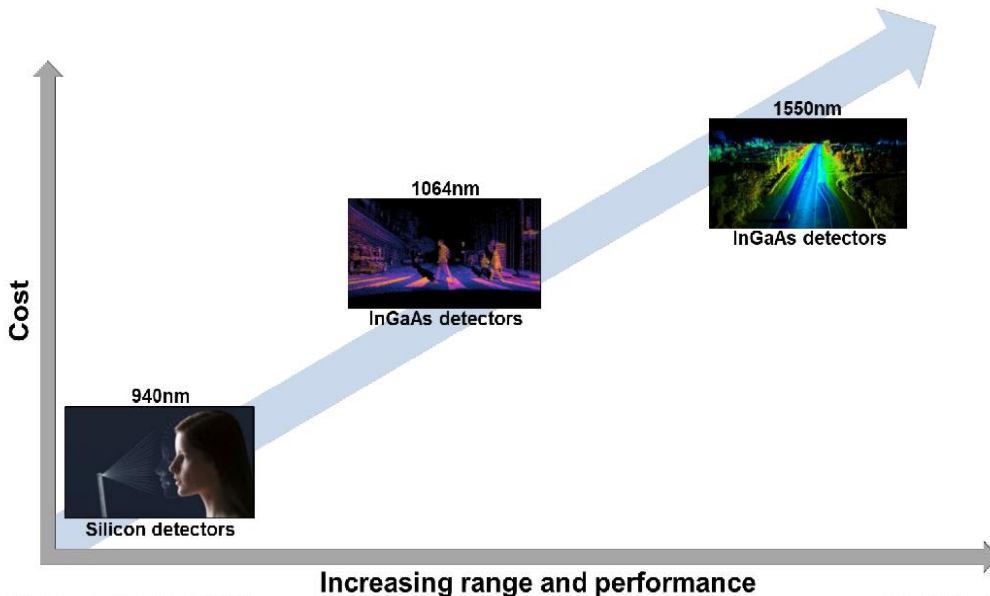 1550nm
InGaAs detectors
1064nm
InGaAs detectors
940nm
Silicon detectors
Cost
Increasing range and performance